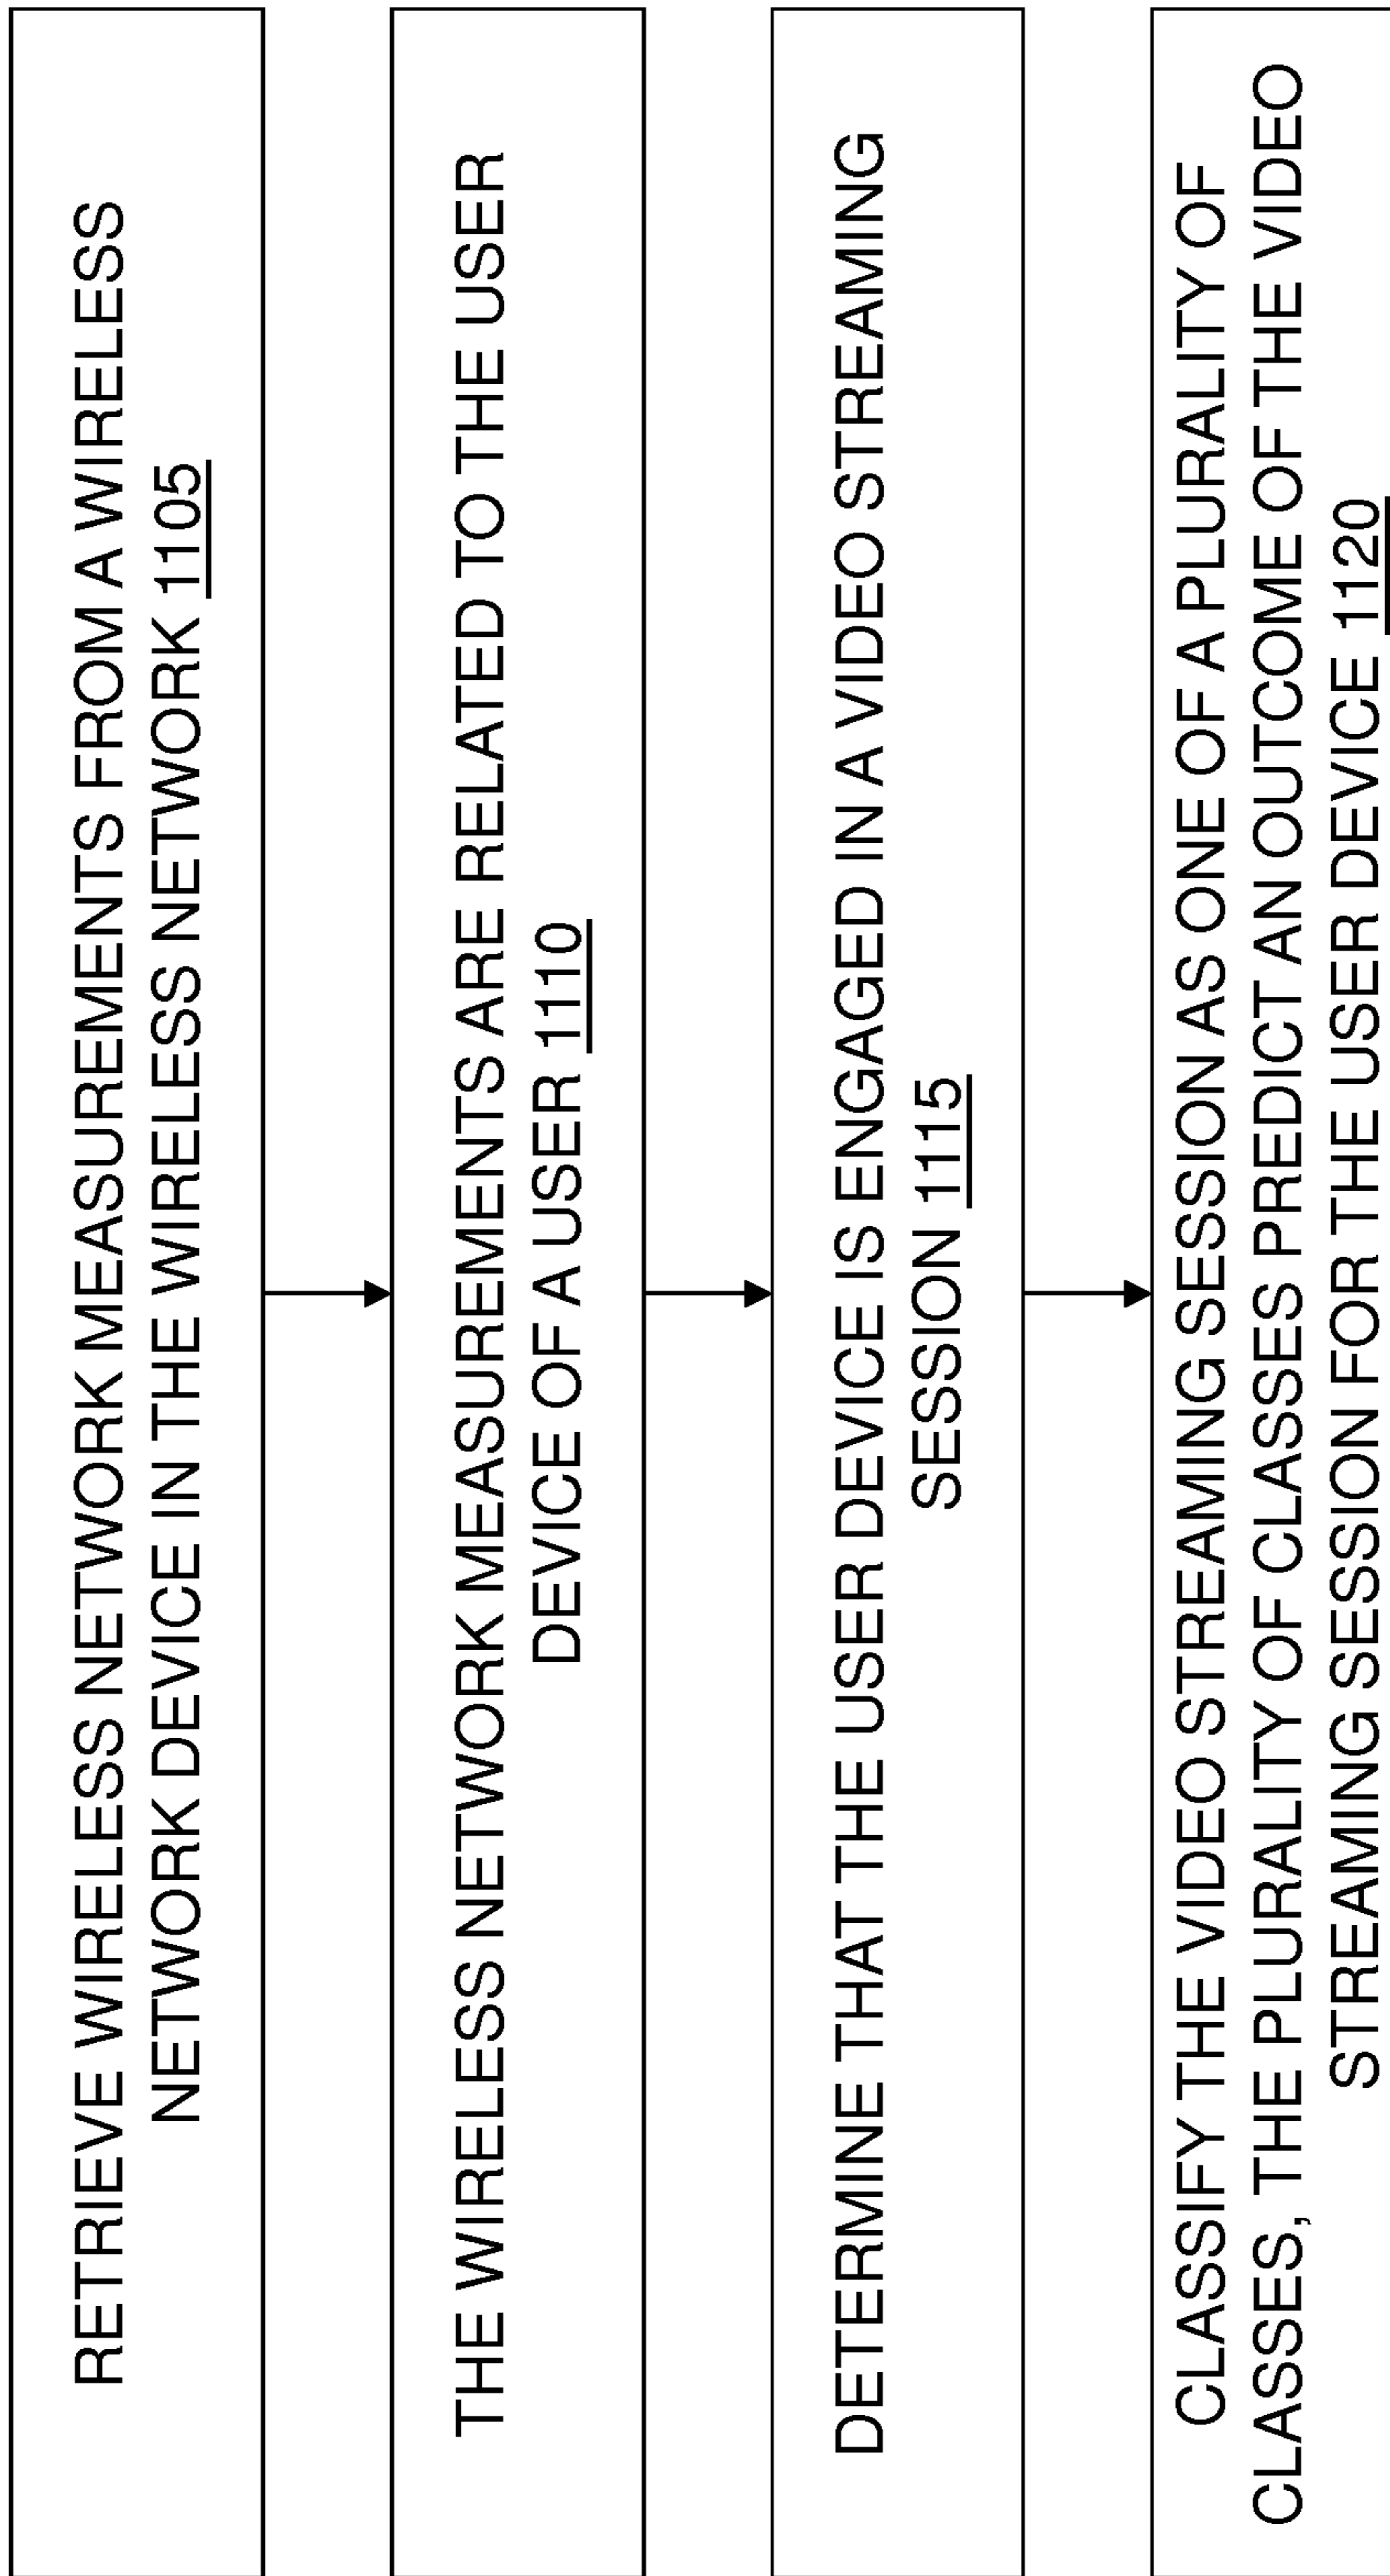 RETRIEVE WIRELESS NETWORK MEASUREMENTS FROM A WIRELESS
NETWORK DEVICE IN THE WIRELESS NETWORK 1105
THE WIRELESS NETWORK MEASUREMENTS ARE RELATED TO THE USER
DEVICE OF A USER 1110
DETERMINE THAT THE USER DEVICE IS ENGAGED IN A VIDEO STREAMING
SESSION 1115
CLASSIFY THE VIDEO STREAMING SESSION AS ONE OF A PLURALITY OF
CLASSES, THE PLURALITY OF CLASSES PREDICT AN OUTCOME OF THE VIDEO
STREAMING SESSION FOR THE USER DEVICE 1120